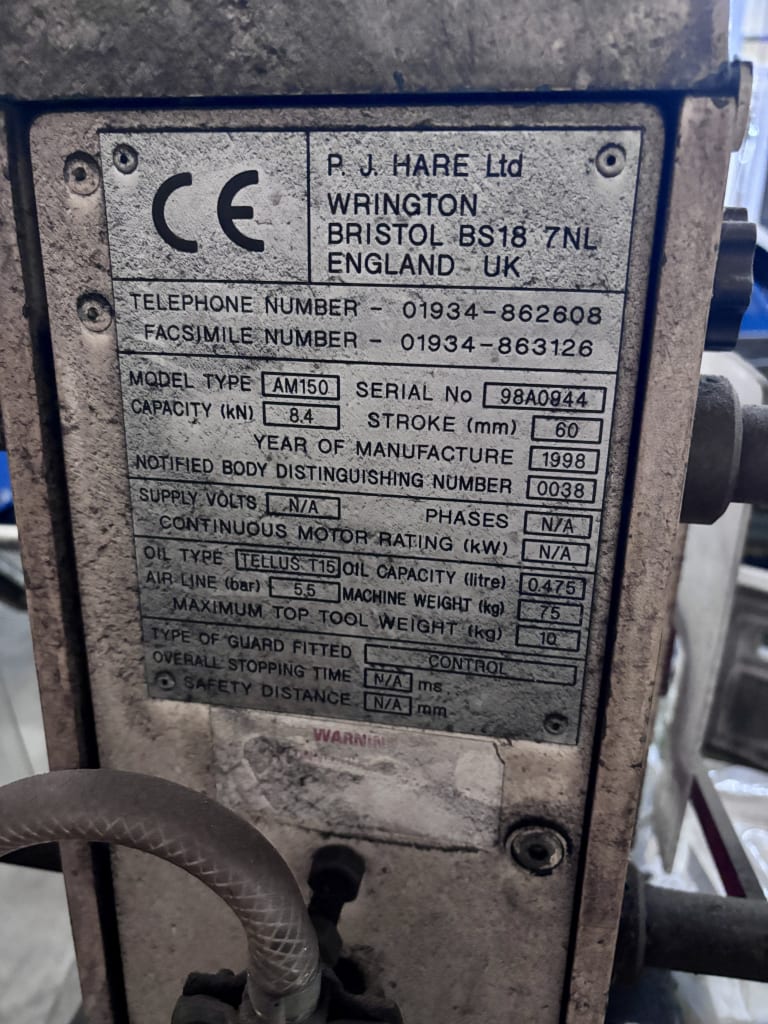 CE
P. J. HARE Ltd
WRINGTON
BRISTOL BS18 7NL
ENGLAND UK
TELEPHONE NUMBER - 01934-862608
FACSIMILE NUMBER - 01934-863126
MODEL TYPE AM150 SERIAL No 98A0944
CAPACITY (kN) 8.4 STROKE (mm) 60
YEAR OF MANUFACTURE 1998
NOTIFIED BODY DISTINGUISHING NUMBER 0038
SUPPLY VOLTS N/A PHASES N/A
CONTINUOUS MOTOR RATING (kW) N/A
OIL TYPE TELLUS T15 OIL CAPACITY (litre) 0.475
AIR LINE (bar) 5.5 MACHINE WEIGHT (kg) 75
MAXIMUM TOP TOOL WEIGHT (kg) 10
TYPE OF GUARD FITTED CONTROL
OVERALL STOPPING TIME N/A ms
SAFETY DISTANCE N/A mm
WARNIN